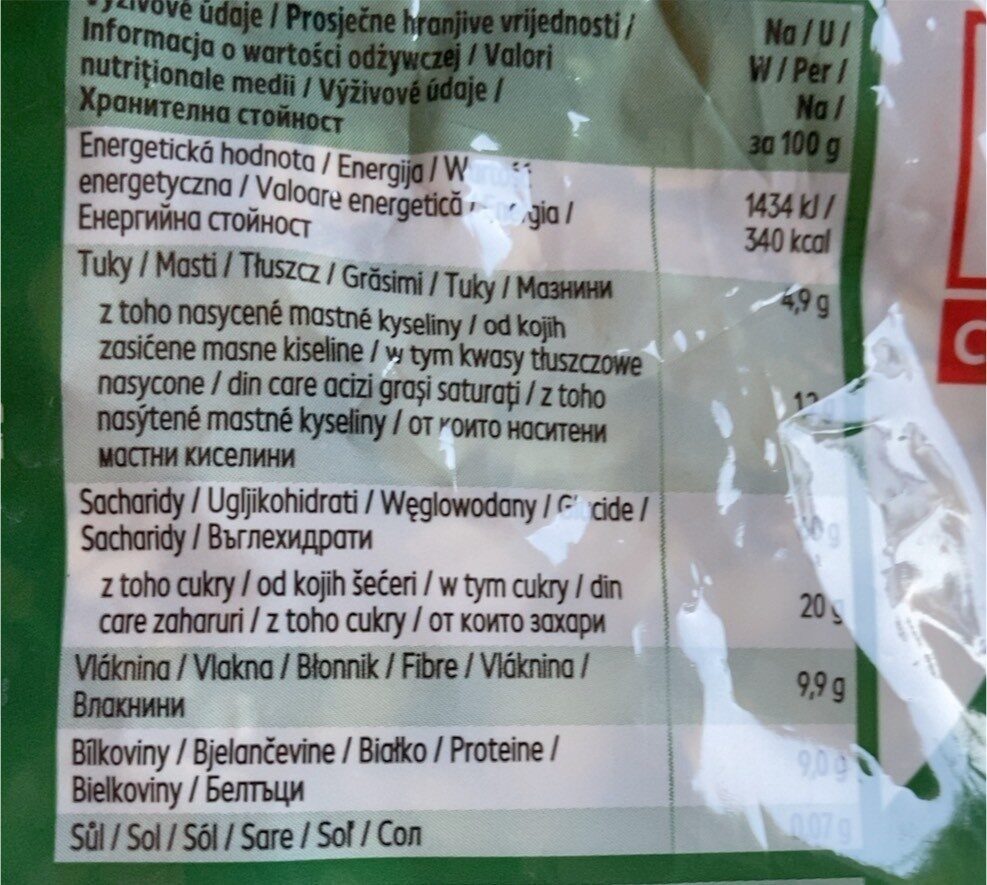 údaje / Prosječne hranjive vrijednosti /
Informacja o wartości odżywczej / Valori
nutriționale medii / Výživové údaje /
Хранителна стойност
Na / U /
W / Per /
Na /
за 100 g
Energetická hodnota / Energija /
energetyczna / Valoare energetică /
Енергийна стойност
1434 kJ /
340 kcal
Tuky / Masti / Tłuszcz / Grăsimi / Tuky / Мазнини
4,9 g
z toho nasycené mastné kyseliny / od kojih
zasićene masne kiseline / w tym kwasy tłuszczowe
nasycone / din care acizi grași saturați / z toho
nasýtené mastné kyseliny / от които наситени
мастни киселини
Sacharidy / Ugljikohidrati / Węglowodany / Glucide /
Sacharidy / Въглехидрати
z toho cukry / od kojih šećeri / w tym cukry / din
care zaharuri / z toho cukry / от които захари
20 g
Vláknina / Vlakna / Błonnik / Fibre / Vláknina /
Влакнини
9,9 g
Bílkoviny / Bjelančevine / Białko / Proteine /
Bielkoviny / Белтъци
9,0 g
Sůl / Sol / Sól / Sare / Soľ / Сол
0,07 g